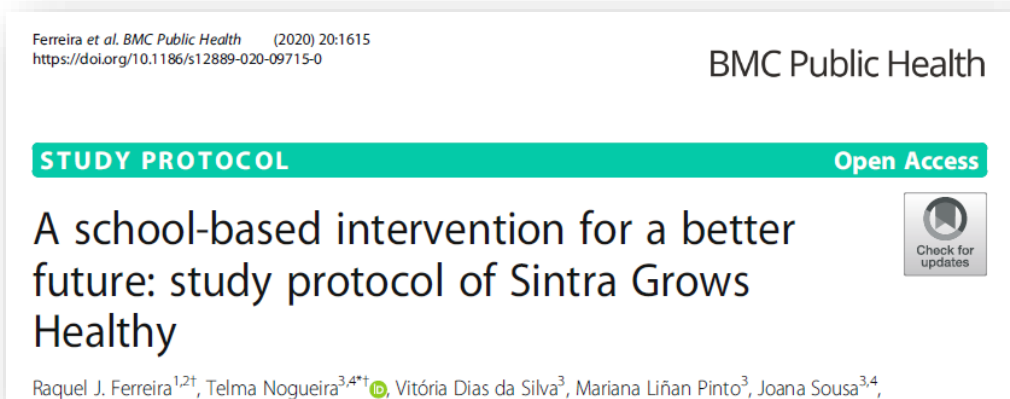 Ferreira et al. BMC Public Health (2020) 20:1615
https://doi.org/10.1186/s12889-020-09715-0
BMC Public Health
STUDY PROTOCOL
Open Access
A school-based intervention for a better
future: study protocol of Sintra Grows
Healthy
Check for
updates
Raquel J. Ferreira1,2†, Telma Nogueira3,4*† iD, Vitória Dias da Silva3, Mariana Liñan Pinto3, Joana Sousa3,4,